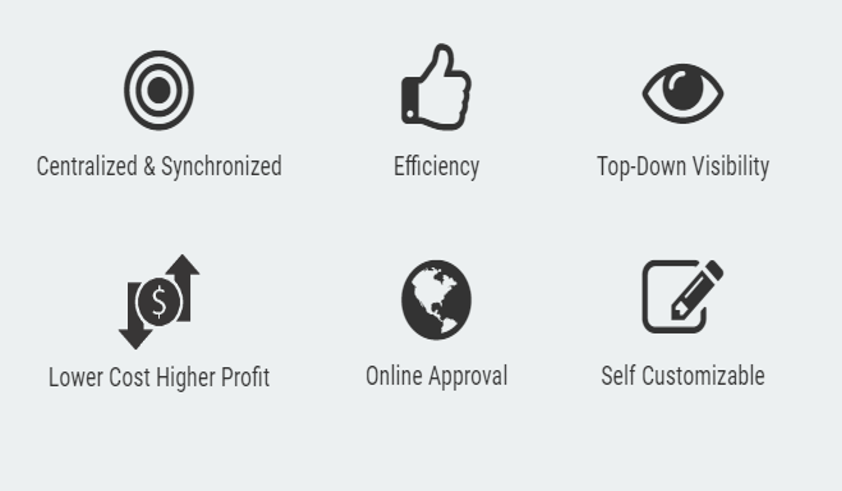 Centralized & Synchronized
Efficiency
Top-Down Visibility
$
Lower Cost Higher Profit
Online Approval
Self Customizable